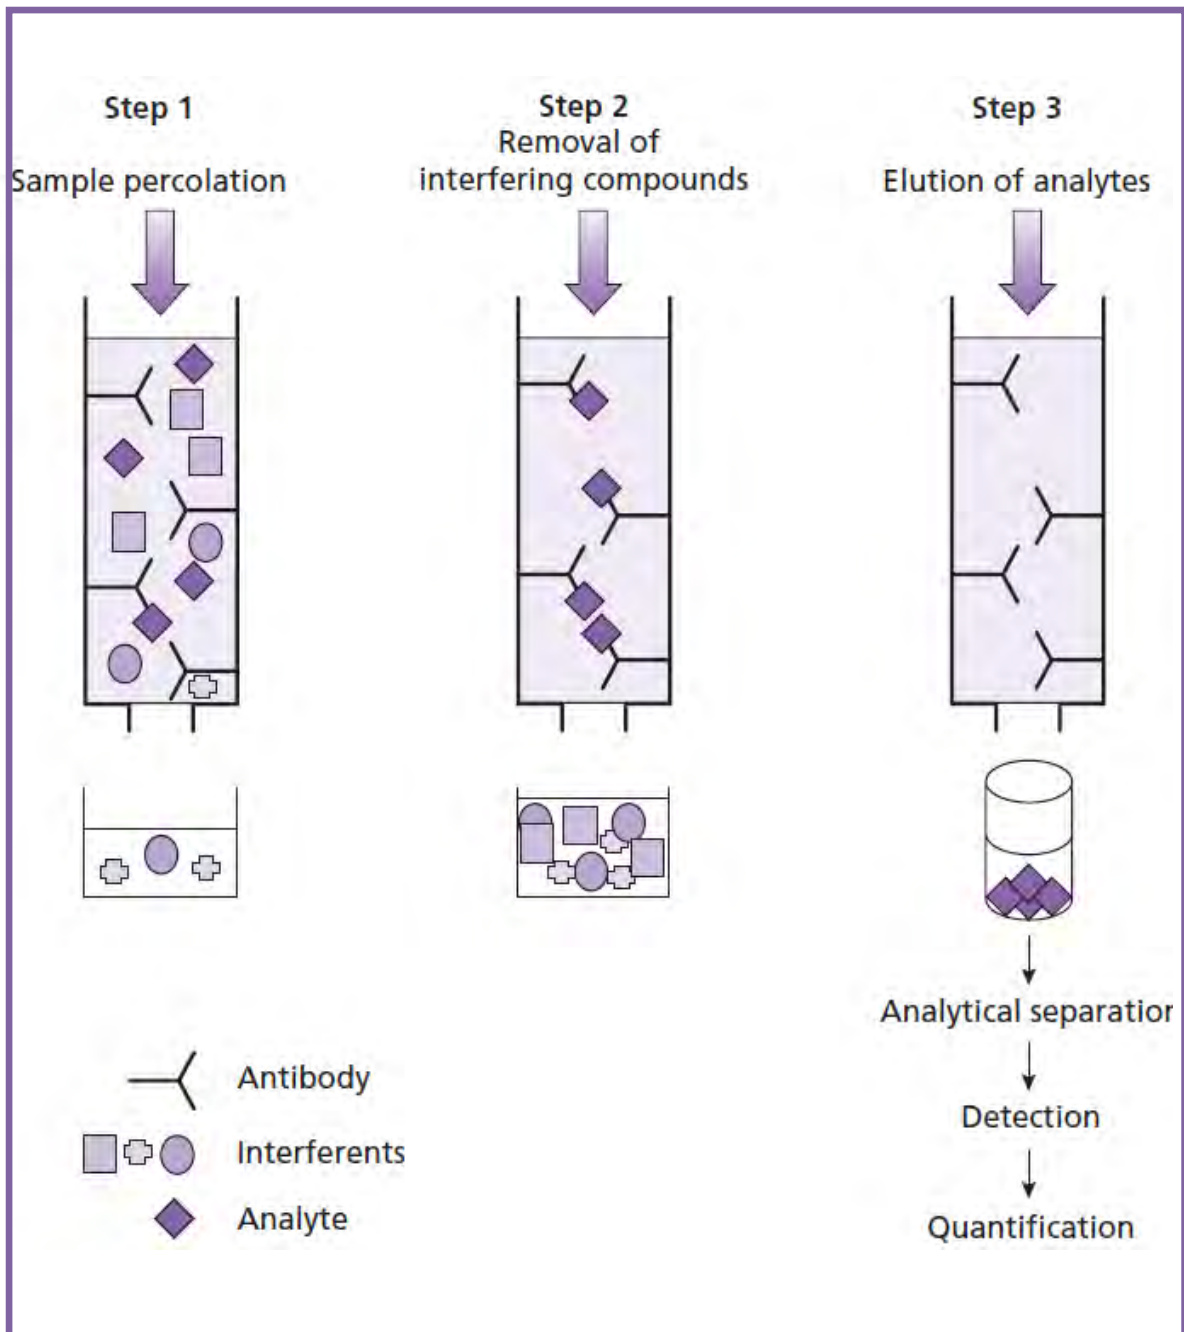 Step 1
Sample percolation
Step 2
Removal of
interfering compounds
Step 3
Elution of analytes
Analytical separation
Detection
Quantification
Antibody
Interferents
Analyte